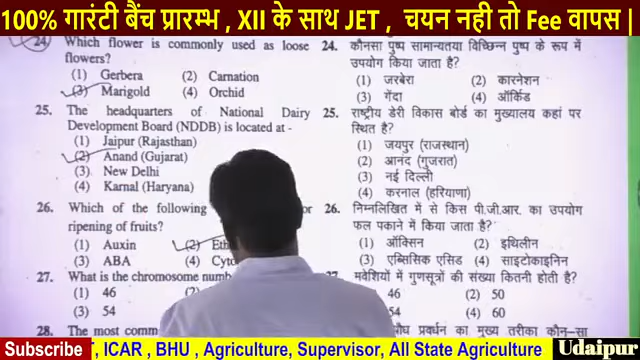 100% गारंटी बैंच प्रारम्भ , XII के साथ JET , चयन नही तो Fee वापस |
24. Which flower is commonly used as loose flowers?
(1) Gerbera (2) Carnation
(3) Marigold (4) Orchid
25. The headquarters of National Dairy
Development Board (NDDB) is located at -
(1) Jaipur (Rajasthan)
(2) Anand (Gujarat)
(3) New Delhi
(4) Karnal (Haryana)
26. Which of the following
ripening of fruits?
(1) Auxin (2)
(3) ABA (4)
27. What is the chromosome
(1) 46
(3) 54
28. The most
24. कौनसा पुष्प सामान्यतया विच्छिन्न पुष्प के रूप में
उपयोग किया जाता है?
(1) जरबेरा (2) कारनेशन
(3) गेंदा (4) ऑर्किड
25. राष्ट्रीय डेरी विकास बोर्ड का मुख्यालय कहां पर
स्थित है?
(1) जयपुर (राजस्थान)
(2) आनंद (गुजरात)
(3) नई दिल्ली
(4) करनाल (हरियाणा)
26. निम्नलिखित में से किस पी.जी.आर. का उपयोग
फल पकाने में किया जाता है?
(1) ऑक्सिन (2) इथिलीन
(3) एब्सिसिक एसिड (4) साइटोकाइनिन
मवेशियों में गुणसूत्रों की संख्या कितनी होती है?
46 (2) 50
54 (4) 60
प्रवर्धन का मुख्य तरीका कौन-सा
Subscribe , ICAR , BHU , Agriculture, Supervisor, All State Agriculture Udaipur